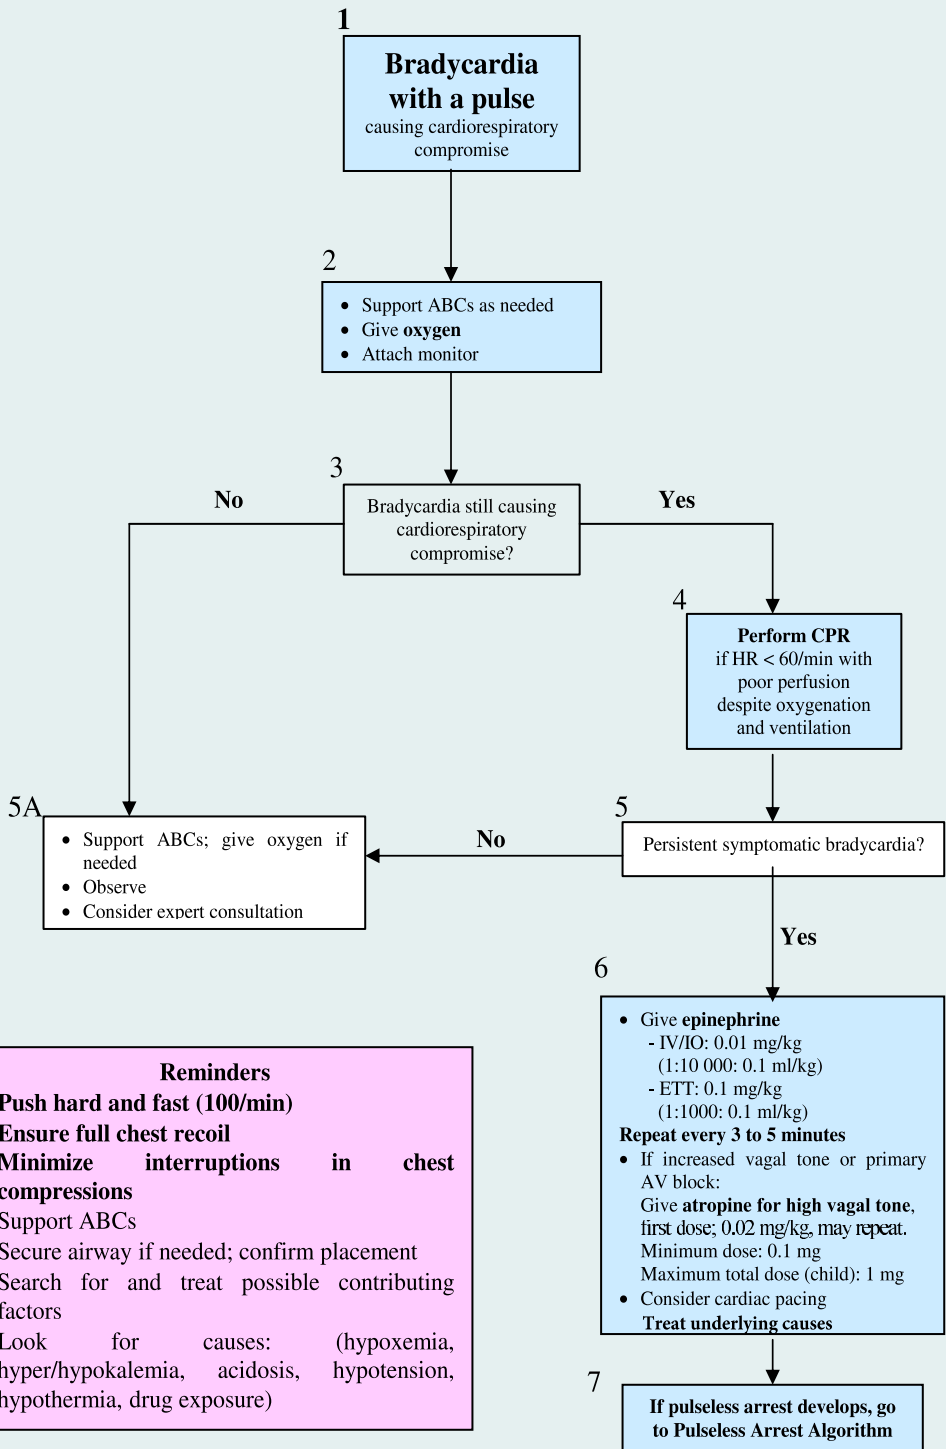 1
Bradycardia
with a pulse
causing cardiorespiratory
compromise
2
• Support ABCs as needed
• Give oxygen
• Attach monitor
3
Bradycardia still causing
cardiorespiratory
compromise?
No
Yes
4
Perform CPR
if HR < 60/min with
poor perfusion
despite oxygenation
and ventilation
5A
• Support ABCs; give oxygen if
needed
• Observe
• Consider expert consultation
No
5
Persistent symptomatic bradycardia?
Yes
6
• Give epinephrine
- IV/IO: 0.01 mg/kg
(1:10 000: 0.1 ml/kg)
- ETT: 0.1 mg/kg
(1:1000: 0.1 ml/kg)
Repeat every 3 to 5 minutes
• If increased vagal tone or primary
AV block:
Give atropine for high vagal tone,
first dose; 0.02 mg/kg, may repeat.
Minimum dose: 0.1 mg
Maximum total dose (child): 1 mg
• Consider cardiac pacing
Treat underlying causes
Reminders
Push hard and fast (100/min)
Ensure full chest recoil
Minimize interruptions in chest
compressions
Support ABCs
Secure airway if needed; confirm placement
Search for and treat possible contributing
factors
Look for causes: (hypoxemia,
hyper/hypokalemia, acidosis, hypotension,
hypothermia, drug exposure)
7
If pulseless arrest develops, go
to Pulseless Arrest Algorithm